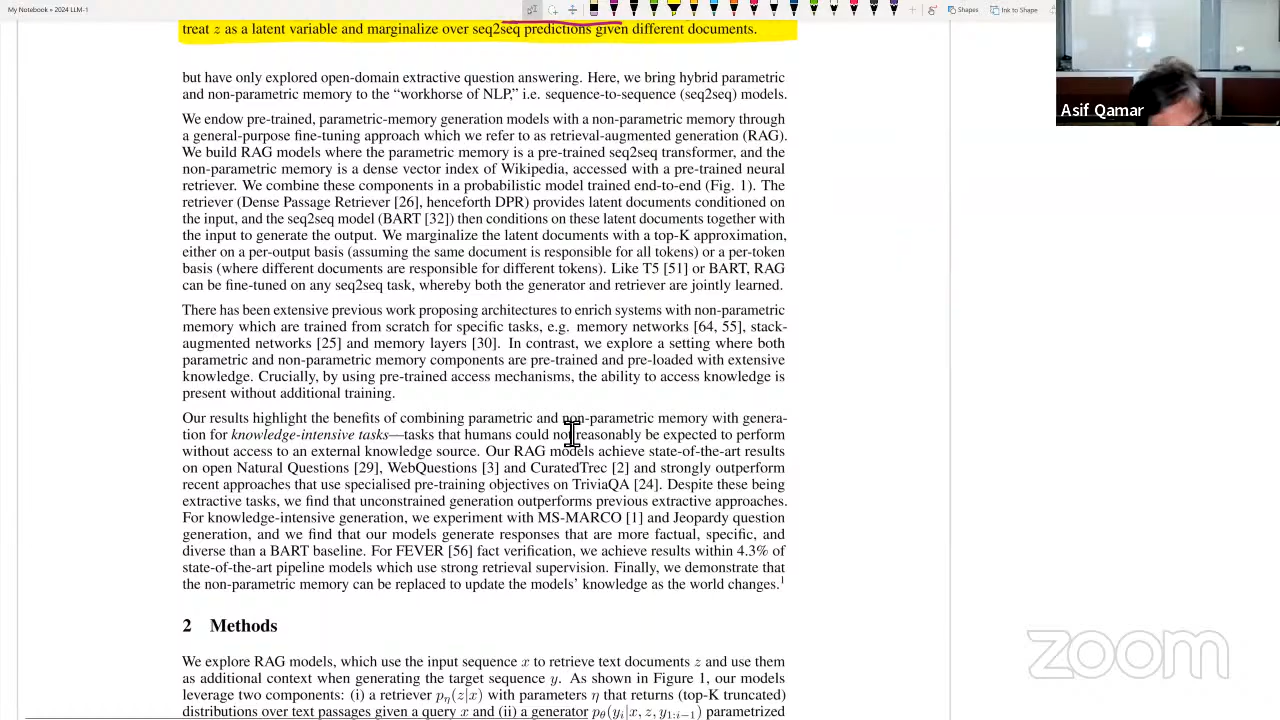 My Notebook • 2024 LLM-1
Shapes
Ink to Shape
Asif Qamar
treat z as a latent variable and marginalize over seq2seq predictions given different documents.
but have only explored open-domain extractive question answering. Here, we bring hybrid parametric
and non-parametric memory to the “workhorse of NLP,” i.e. sequence-to-sequence (seq2seq) models.
We endow pre-trained, parametric-memory generation models with a non-parametric memory through
a general-purpose fine-tuning approach which we refer to as retrieval-augmented generation (RAG).
We build RAG models where the parametric memory is a pre-trained seq2seq transformer, and the
non-parametric memory is a dense vector index of Wikipedia, accessed with a pre-trained neural
retriever. We combine these components in a probabilistic model trained end-to-end (Fig. 1). The
retriever (Dense Passage Retriever [26], henceforth DPR) provides latent documents conditioned on
the input, and the seq2seq model (BART [32]) then conditions on these latent documents together with
the input to generate the output. We marginalize the latent documents with a top-K approximation,
either on a per-output basis (assuming the same document is responsible for all tokens) or a per-token
basis (where different documents are responsible for different tokens). Like T5 [51] or BART, RAG
can be fine-tuned on any seq2seq task, whereby both the generator and retriever are jointly learned.
There has been extensive previous work proposing architectures to enrich systems with non-parametric
memory which are trained from scratch for specific tasks, e.g. memory networks [64, 55], stack-
augmented networks [25] and memory layers [30]. In contrast, we explore a setting where both
parametric and non-parametric memory components are pre-trained and pre-loaded with extensive
knowledge. Crucially, by using pre-trained access mechanisms, the ability to access knowledge is
present without additional training.
Our results highlight the benefits of combining parametric and non-parametric memory with genera-
tion for knowledge-intensive tasks—tasks that humans could not reasonably be expected to perform
without access to an external knowledge source. Our RAG models achieve state-of-the-art results
on open Natural Questions [29], WebQuestions [3] and CuratedTrec [2] and strongly outperform
recent approaches that use specialised pre-training objectives on TriviaQA [24]. Despite these being
extractive tasks, we find that unconstrained generation outperforms previous extractive approaches.
For knowledge-intensive generation, we experiment with MS-MARCO [1] and Jeopardy question
generation, and we find that our models generate responses that are more factual, specific, and
diverse than a BART baseline. For FEVER [56] fact verification, we achieve results within 4.3% of
state-of-the-art pipeline models which use strong retrieval supervision. Finally, we demonstrate that
the non-parametric memory can be replaced to update the models’ knowledge as the world changes.¹
2 Methods
We explore RAG models, which use the input sequence x to retrieve text documents z and use them
as additional context when generating the target sequence y. As shown in Figure 1, our models
leverage two components: (i) a retriever pη(z|x) with parameters η that returns (top-K truncated)
distributions over text passages given a query x and (ii) a generator pθ(yi|x, z, y1:i−1) parametrized
zoom